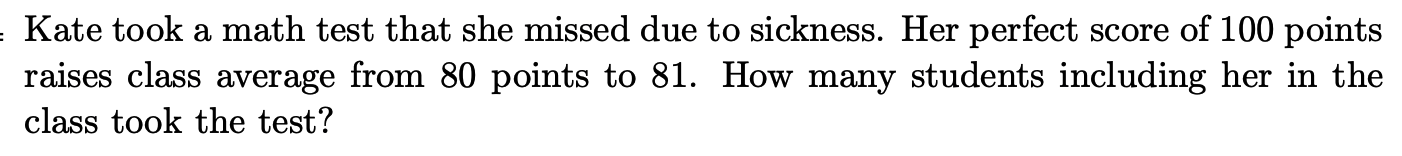 Kate took a math test that she missed due to sickness. Her perfect score of 100 points
raises class average from 80 points to 81. How many students including her in the
class took the test?